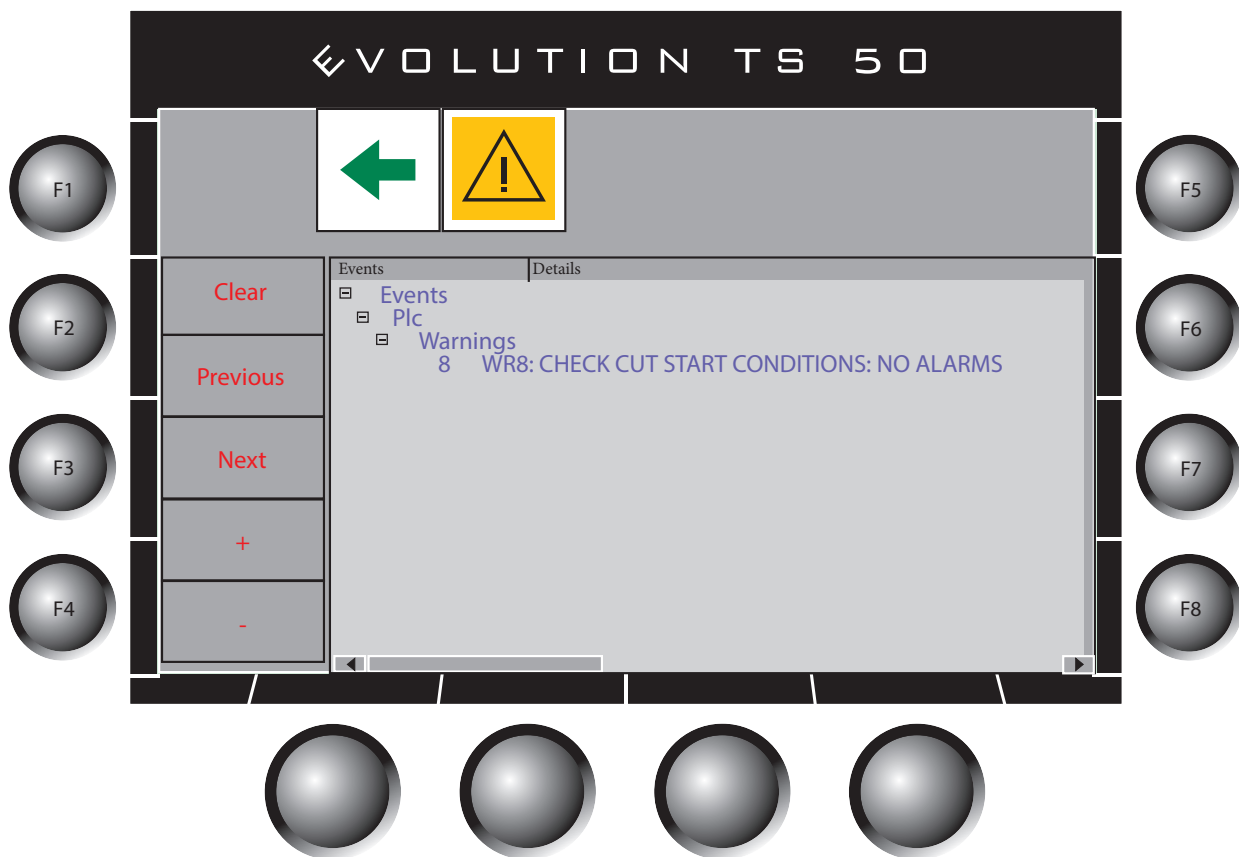 EVOLUTION TS 50
F1
F5
Events Details
Clear
Events
Plc
F2
F6
Warnings
8 WR8: CHECK CUT START CONDITIONS: NO ALARMS
Previous
Next
F3
F7
+
F4
F8
-